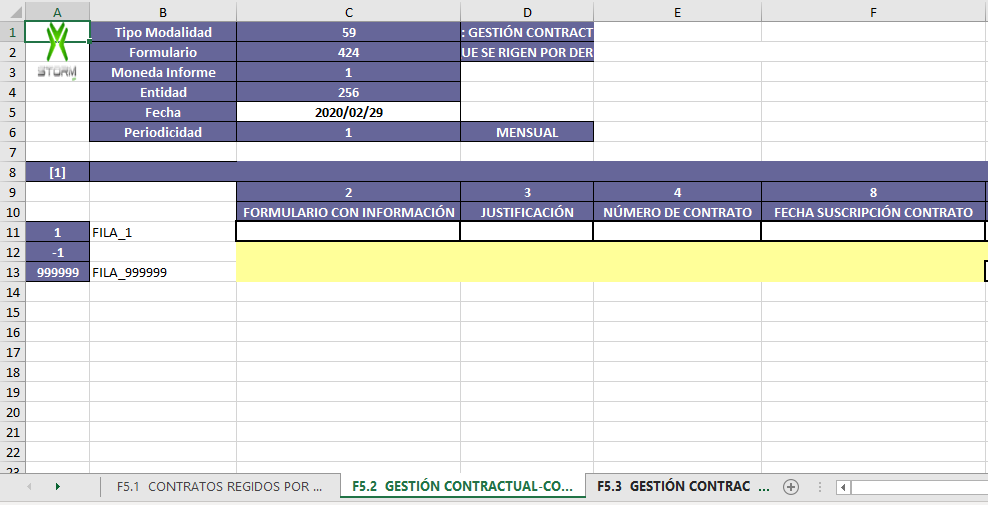 A B C D E F
1 Tipo Modalidad 59 : GESTIÓN CONTRACT
2 Formulario 424 UE SE RIGEN POR DER
STORM
3 Moneda Informe 1
4 Entidad 256
5 Fecha 2020/02/29
6 Periodicidad 1 MENSUAL
7
8 [1]
9 2 3 4 8
10 FORMULARIO CON INFORMACIÓN JUSTIFICACIÓN NÚMERO DE CONTRATO FECHA SUSCRIPCIÓN CONTRATO
11 1 FILA_1
12 -1
13 999999 FILA_999999
14
15
16
17
18
19
20
21
22
23
F5.1 CONTRATOS REGIDOS POR ... F5.2 GESTIÓN CONTRACTUAL-CO... F5.3 GESTIÓN CONTRAC ...